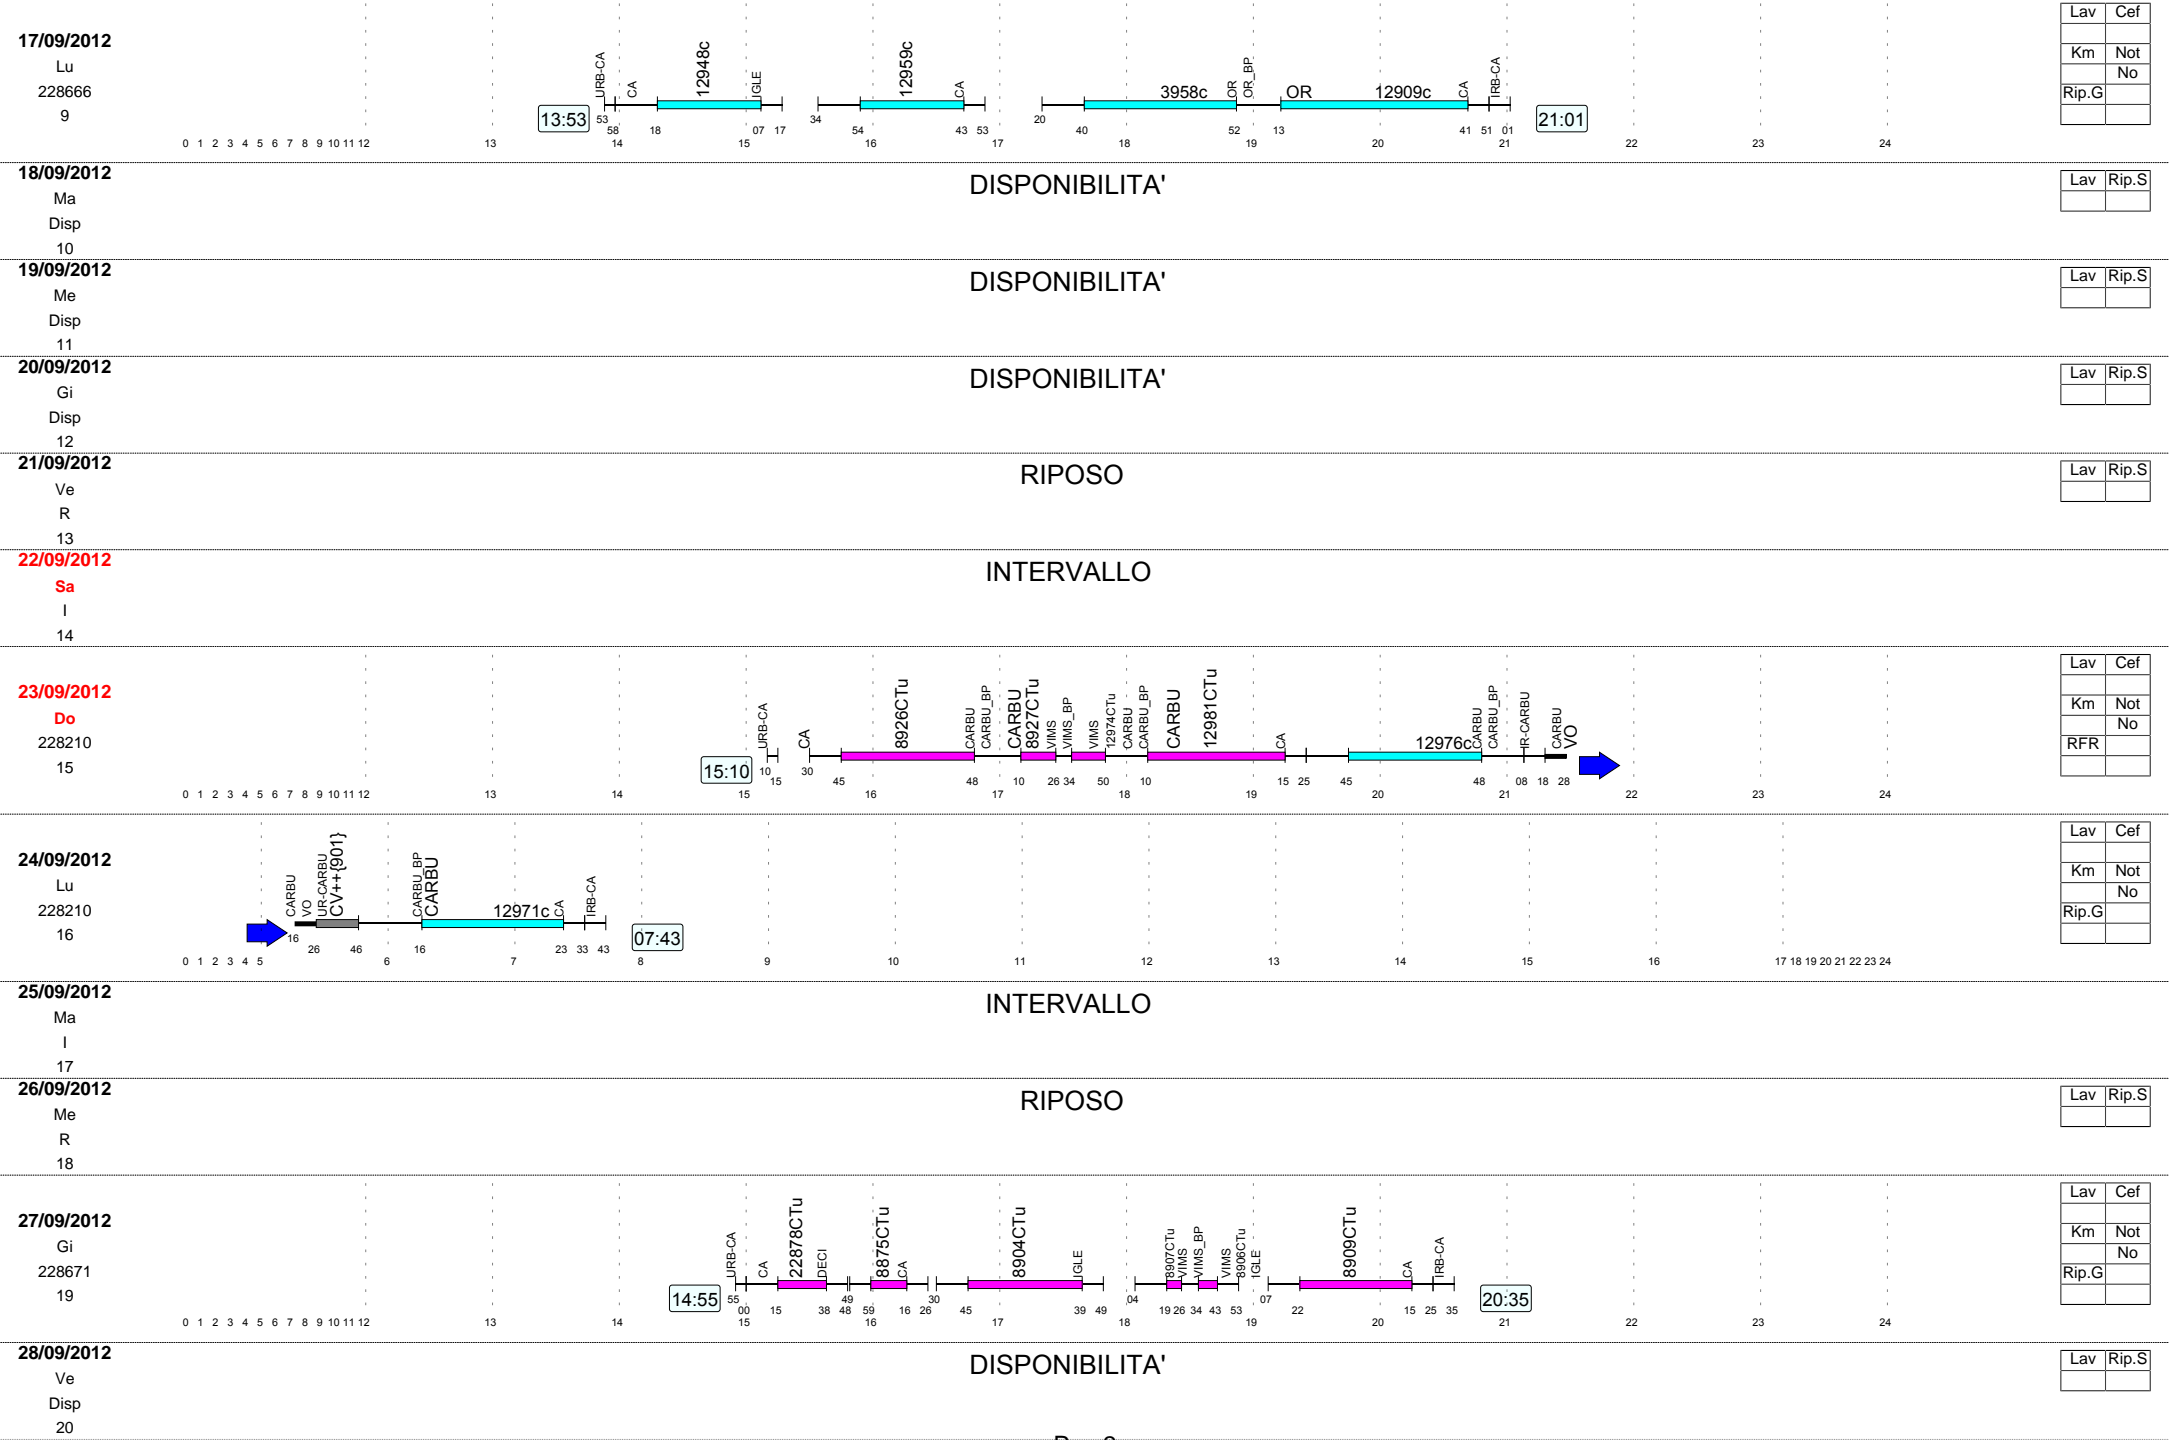 17/09/2012
Lu
228666
9
13:53
URB-CA
CA
12948c
IGLE
12959c
CA
3958c
OR
OR_BP
OR
12909c
CA
IRB-CA
21:01
53 58 18 07 17 34 54 43 53 20 40 52 13 41 51 01
0 1 2 3 4 5 6 7 8 9 10 11 12 13 14 15 16 17 18 19 20 21 22 23 24
Lav Cef
Km Not
No
Rip.G
18/09/2012
Ma
Disp
10
DISPONIBILITA'
Lav Rip.S
19/09/2012
Me
Disp
11
DISPONIBILITA'
Lav Rip.S
20/09/2012
Gi
Disp
12
DISPONIBILITA'
Lav Rip.S
21/09/2012
Ve
R
13
RIPOSO
Lav Rip.S
22/09/2012
Sa
I
14
INTERVALLO
23/09/2012
Do
228210
15
15:10
URB-CA
CA
8926CTu
CARBU
CARBU_BP
CARBU
8927CTu
VIMS
VIMS_BP
VIMS
12974CTu
CARBU
CARBU_BP
CARBU
12981CTu
CA
12976c
CARBU
CARBU_BP
IR-CARBU
CARBU
VO
10 15 30 45 48 10 26 34 50 10 15 25 45 48 08 18 28
0 1 2 3 4 5 6 7 8 9 10 11 12 13 14 15 16 17 18 19 20 21 22 23 24
Lav Cef
Km Not
No
RFR
24/09/2012
Lu
228210
16
CARBU
VO
UR-CARBU
CV++{901}
CARBU_BP
CARBU
12971c
CA
IRB-CA
07:43
16 26 46 16 23 33 43
0 1 2 3 4 5 6 7 8 9 10 11 12 13 14 15 16 17 18 19 20 21 22 23 24
Lav Cef
Km Not
No
Rip.G
25/09/2012
Ma
I
17
INTERVALLO
26/09/2012
Me
R
18
RIPOSO
Lav Rip.S
27/09/2012
Gi
228671
19
14:55
URB-CA
CA
22878CTu
DECI
8875CTu
CA
8904CTu
IGLE
8907CTu
VIMS
VIMS_BP
VIMS
8906CTu
IGLE
8909CTu
CA
IRB-CA
20:35
55 00 15 38 48 49 59 16 26 30 45 39 49 04 19 26 34 43 53 07 22 15 25 35
0 1 2 3 4 5 6 7 8 9 10 11 12 13 14 15 16 17 18 19 20 21 22 23 24
Lav Cef
Km Not
No
Rip.G
28/09/2012
Ve
Disp
20
DISPONIBILITA'
Lav Rip.S